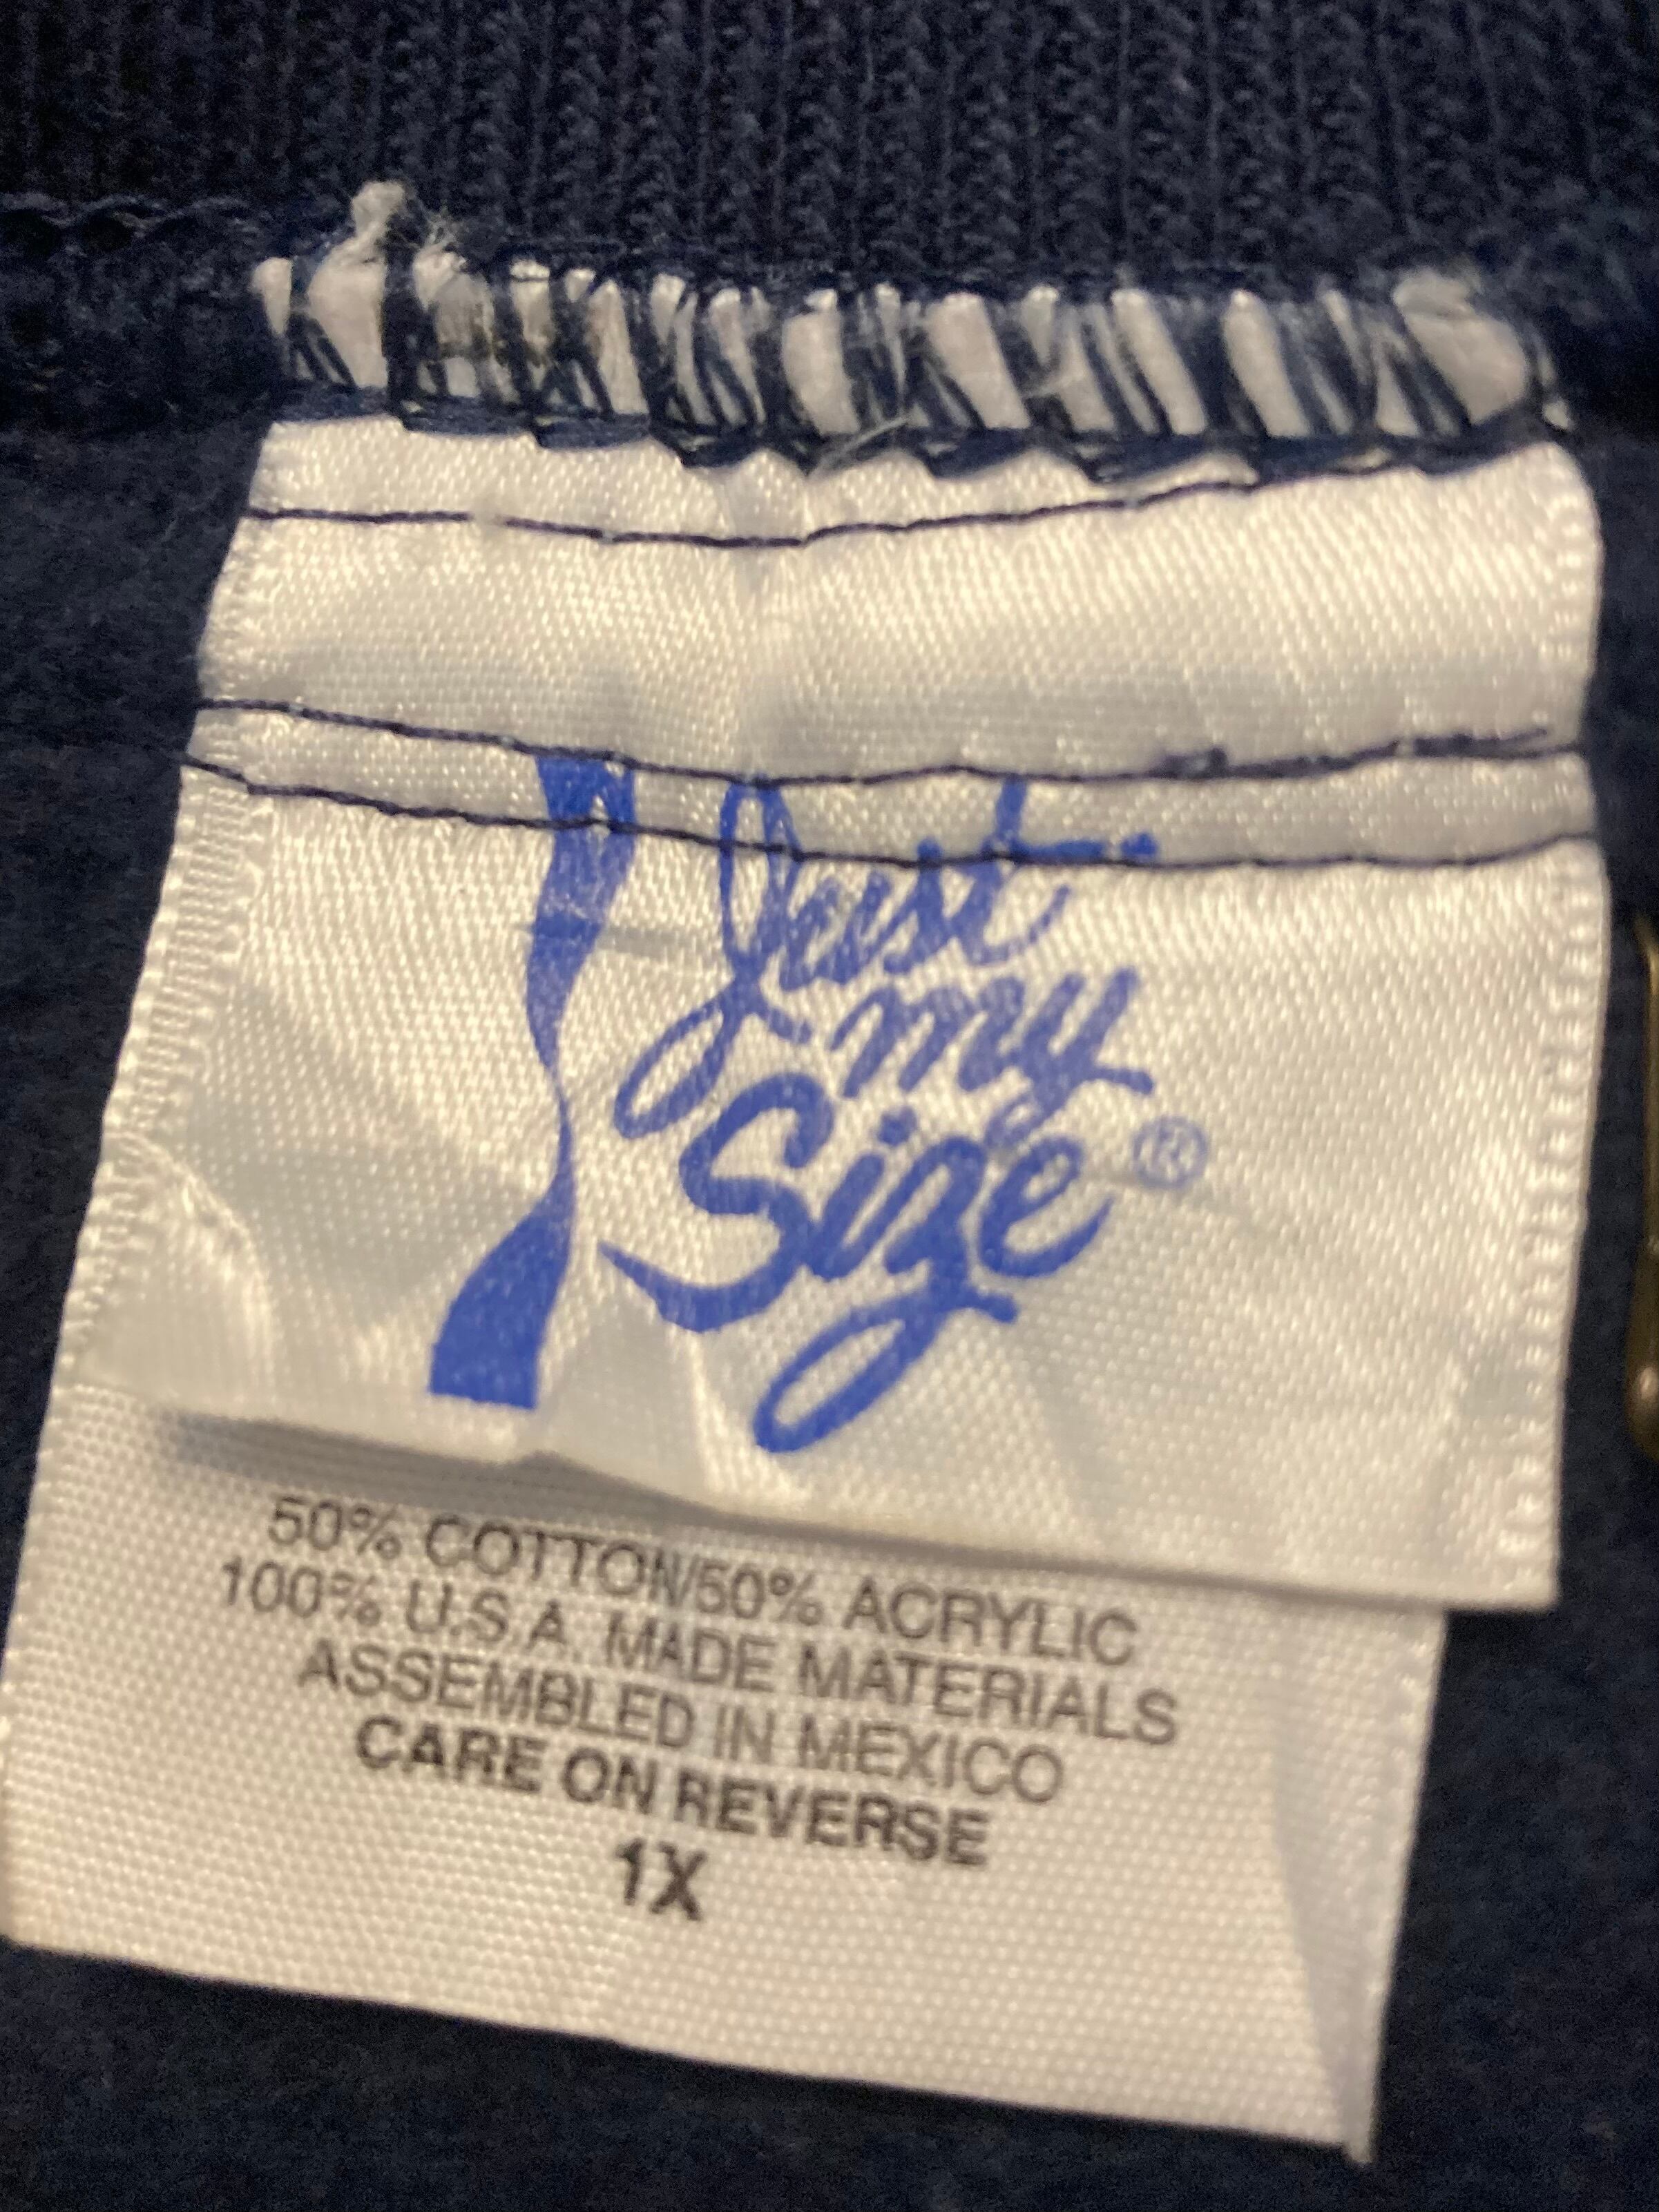 Just
my
Size®
50% COTTON/50% ACRYLIC
100% U.S.A. MADE MATERIALS
ASSEMBLED IN MEXICO
CARE ON REVERSE
1X